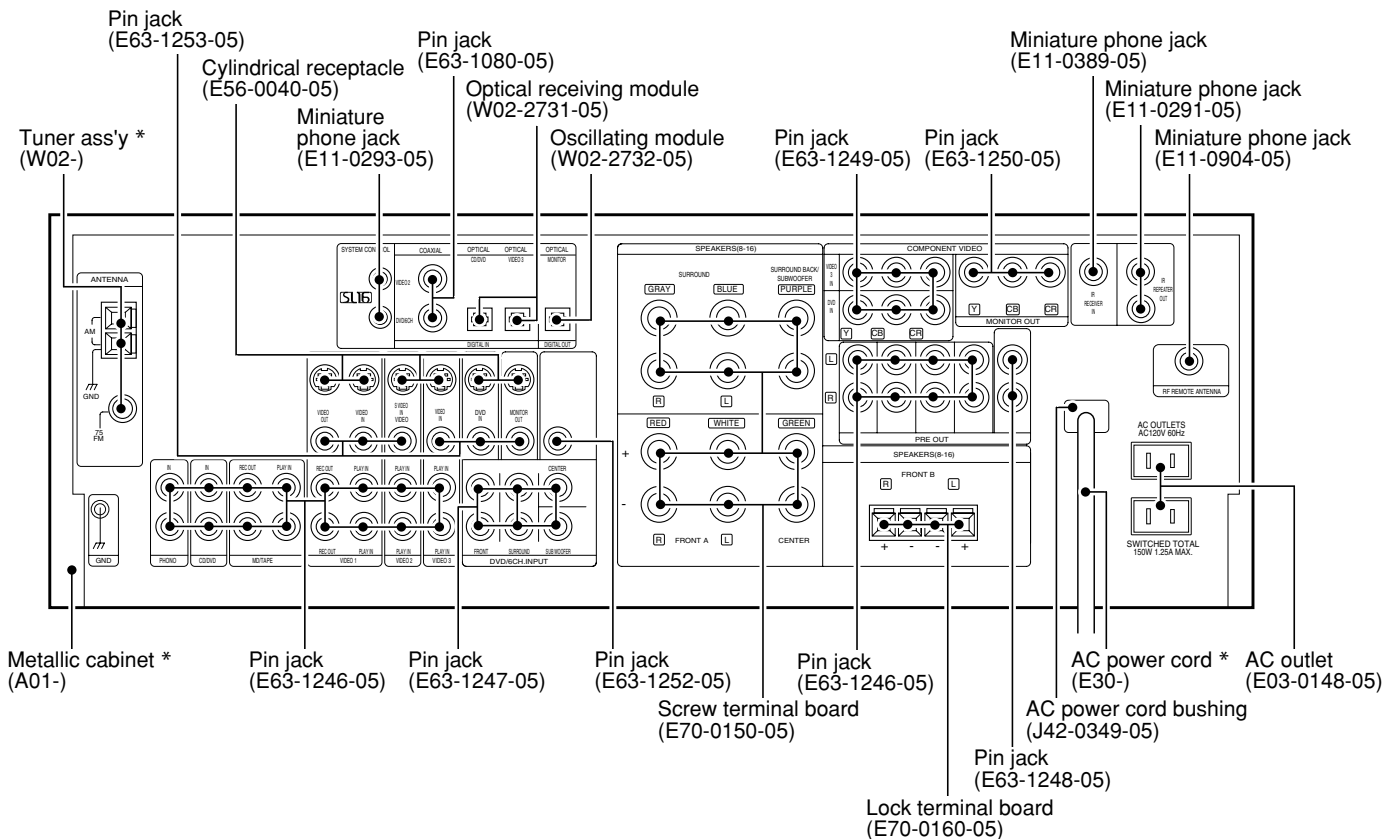 Pin jack
(E63-1253-05)
Cylindrical receptacle
(E56-0040-05)
Miniature
phone jack
(E11-0293-05)
Pin jack
(E63-1080-05)
Optical receiving module
(W02-2731-05)
Oscillating module
(W02-2732-05)
Pin jack
(E63-1249-05)
Pin jack
(E63-1250-05)
Miniature phone jack
(E11-0389-05)
Miniature phone jack
(E11-0291-05)
Miniature phone jack
(E11-0904-05)
Tuner ass'y *
(W02-)
ANTENNA
AM
GND
75
FM
GND
SYSTEM CONTROL
SL16
COAXIAL
VIDEO 2
DVD/6CH
OPTICAL
CD/DVD
OPTICAL
VIDEO 3
OPTICAL
MONITOR
DIGITAL IN
DIGITAL OUT
VIDEO
OUT
VIDEO
IN
S VIDEO
IN
VIDEO
VIDEO
IN
DVD
IN
MONITOR
OUT
IN
IN
REC OUT
PLAY IN
REC OUT
PLAY IN
PLAY IN
PLAY IN
CENTER
PHONO
CD/DVD
MD/TAPE
REC OUT
PLAY IN
PLAY IN
PLAY IN
VIDEO 1
VIDEO 2
VIDEO 3
FRONT
SURROUND
SUBWOOFER
DVD/6CH.INPUT
SPEAKERS(8-16)
SURROUND
SURROUND BACK/
SUBWOOFER
GRAY
BLUE
PURPLE
R
L
RED
WHITE
GREEN
+
-
R
FRONT A
L
CENTER
COMPONENT VIDEO
VIDEO
3
IN
DVD
IN
Y
CB
CR
Y
CB
CR
MONITOR OUT
L
R
PRE OUT
SPEAKERS(8-16)
FRONT B
R
L
+ - - +
IR
RECEIVER
IN
IR
REPEATER
OUT
RF REMOTE ANTENNA
AC OUTLETS
AC120V 60Hz
SWITCHED TOTAL
150W 1.25A MAX.
Metallic cabinet *
(A01-)
Pin jack
(E63-1246-05)
Pin jack
(E63-1247-05)
Pin jack
(E63-1252-05)
Screw terminal board
(E70-0150-05)
Pin jack
(E63-1246-05)
Lock terminal board
(E70-0160-05)
Pin jack
(E63-1248-05)
AC power cord *
(E30-)
AC power cord bushing
(J42-0349-05)
AC outlet
(E03-0148-05)